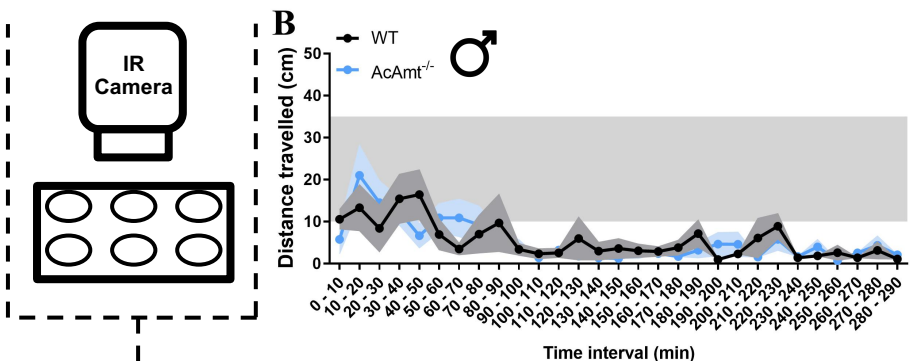 IR
Camera
B
WT
AcAmt-/-
Distance travelled (cm)
50
40
30
20
10
0
0 - 10
10 - 20
20 - 30
30 - 40
40 - 50
50 - 60
60 - 70
70 - 80
80 - 90
90 - 100
100 - 110
110 - 120
120 - 130
130 - 140
140 - 150
150 - 160
160 - 170
170 - 180
180 - 190
190 - 200
200 - 210
210 - 220
220 - 230
230 - 240
240 - 250
250 - 260
260 - 270
270 - 280
280 - 290
Time interval (min)